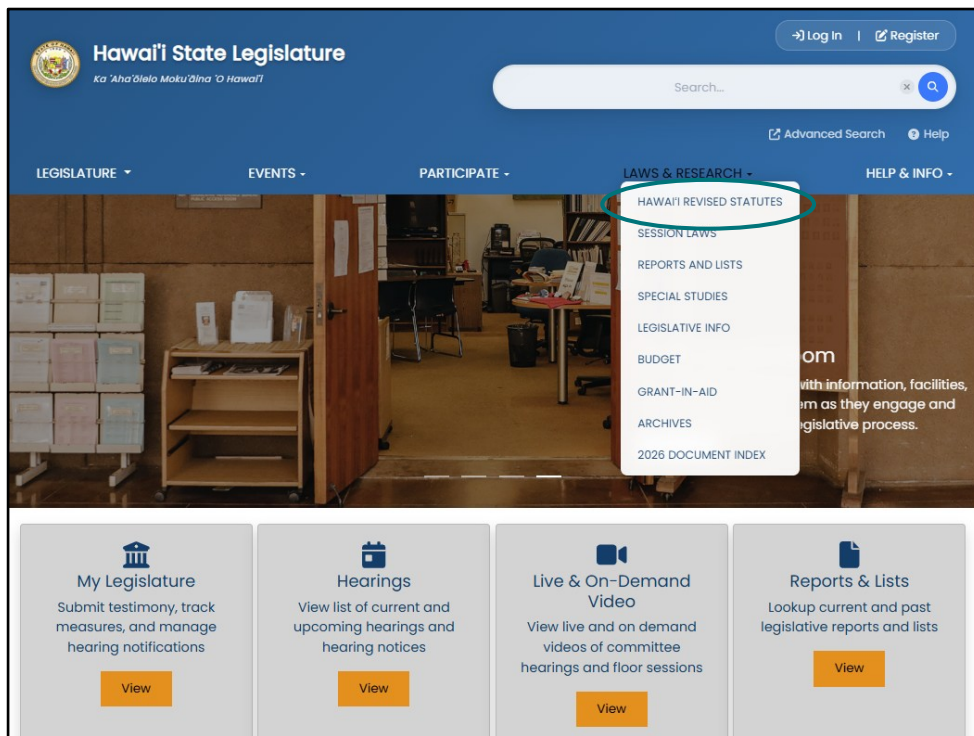 Log In | Register
Hawai'i State Legislature
Ka 'Aha'ōlelo Moku'āina 'O Hawai'i
Search...
Advanced Search Help
LEGISLATURE EVENTS PARTICIPATE LAWS & RESEARCH HELP & INFO
HAWAI'I REVISED STATUTES
SESSION LAWS
REPORTS AND LISTS
SPECIAL STUDIES
LEGISLATIVE INFO
BUDGET
GRANT-IN-AID
ARCHIVES
2026 DOCUMENT INDEX
om
with information, facilities,
em as they engage and
egislative process.
My Legislature
Submit testimony, track
measures, and manage
hearing notifications
View
Hearings
View list of current and
upcoming hearings and
hearing notices
View
Live & On-Demand
Video
View live and on demand
videos of committee
hearings and floor sessions
View
Reports & Lists
Lookup current and past
legislative reports and lists
View